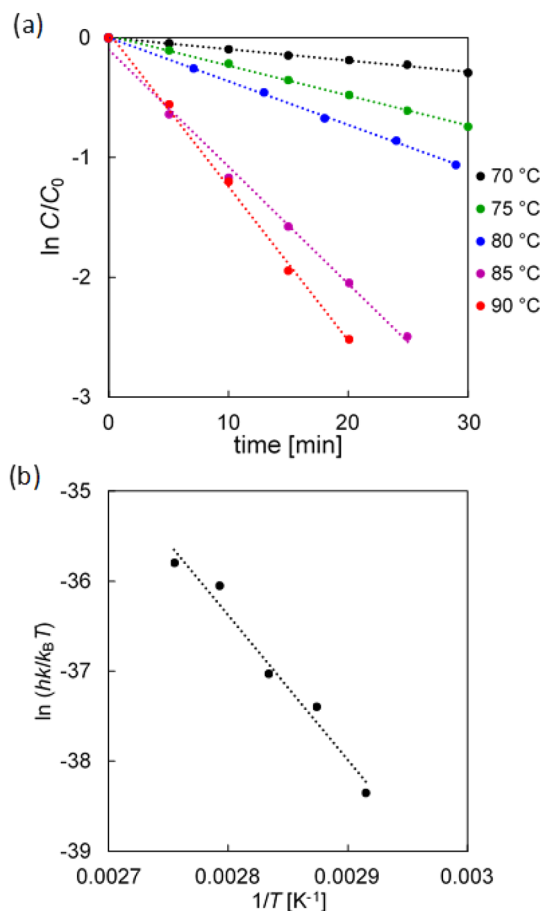 (a)
0
-1
-2
-3
ln C/C₀
0
10
20
30
time [min]
70 °C
75 °C
80 °C
85 °C
90 °C
(b)
-35
-36
-37
-38
-39
ln (hk/k_B T)
0.0027
0.0028
0.0029
0.003
1/T [K⁻¹]